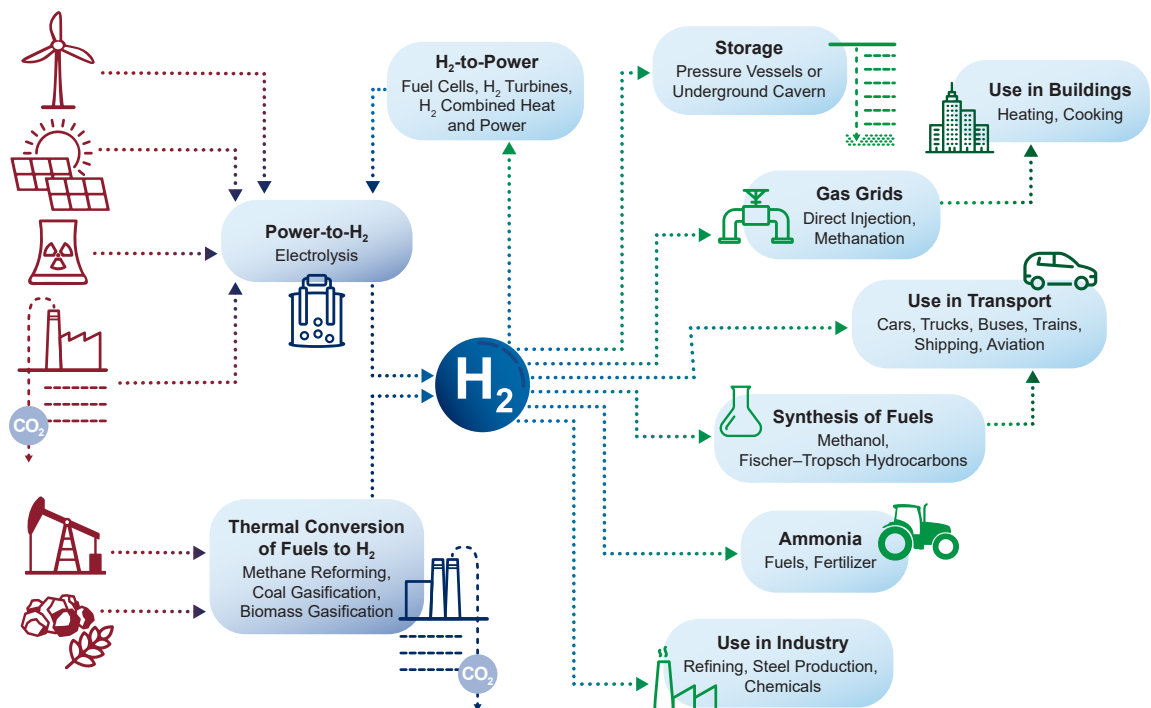 H₂-to-Power
Fuel Cells, H₂ Turbines,
H₂ Combined Heat
and Power
Storage
Pressure Vessels or
Underground Cavern
Use in Buildings
Heating, Cooking
Gas Grids
Direct Injection,
Methanation
Power-to-H₂
Electrolysis
Use in Transport
Cars, Trucks, Buses, Trains,
Shipping, Aviation
H₂
CO₂
Synthesis of Fuels
Methanol,
Fischer–Tropsch Hydrocarbons
Thermal Conversion
of Fuels to H₂
Methane Reforming,
Coal Gasification,
Biomass Gasification
CO₂
Ammonia
Fuels, Fertilizer
Use in Industry
Refining, Steel Production,
Chemicals